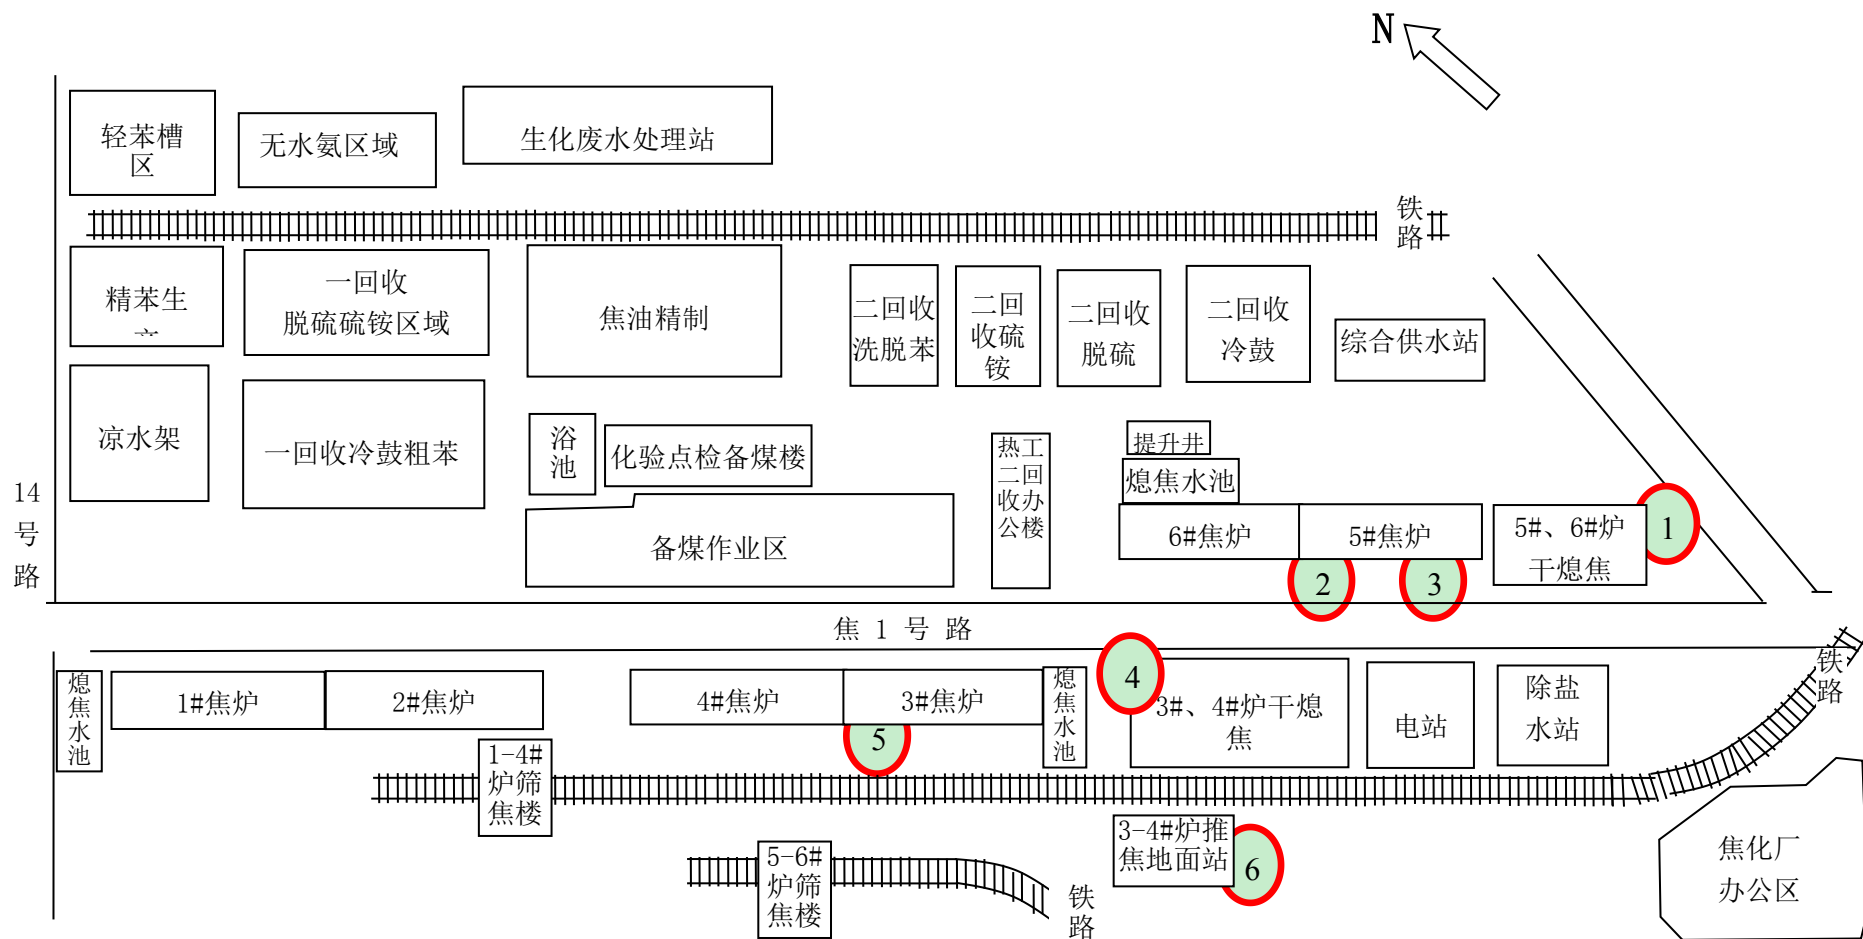 N
轻苯槽
区
无水氨区域
生化废水处理站
铁
路
精苯生
一回收
脱硫硫铵区域
焦油精制
二回收
洗脱苯
二回
收硫
铵
二回收
脱硫
二回收
冷鼓
综合供水站
凉水架
一回收冷鼓粗苯
浴
池
化验点检备煤楼
热工
二回
收办
公楼
提升井
熄焦水池
14
号
路
备煤作业区
6#焦炉
5#焦炉
5#、6#炉
干熄焦
1
2
3
焦 1 号 路
熄
焦
水
池
1#焦炉
2#焦炉
4#焦炉
3#焦炉
熄
焦
水
池
4
3#、4#炉干熄
焦
电站
除盐
水站
铁
路
5
1-4#
炉筛
焦楼
3-4#炉推
焦地面站
6
5-6#
炉筛
焦楼
铁
路
焦化厂
办公区